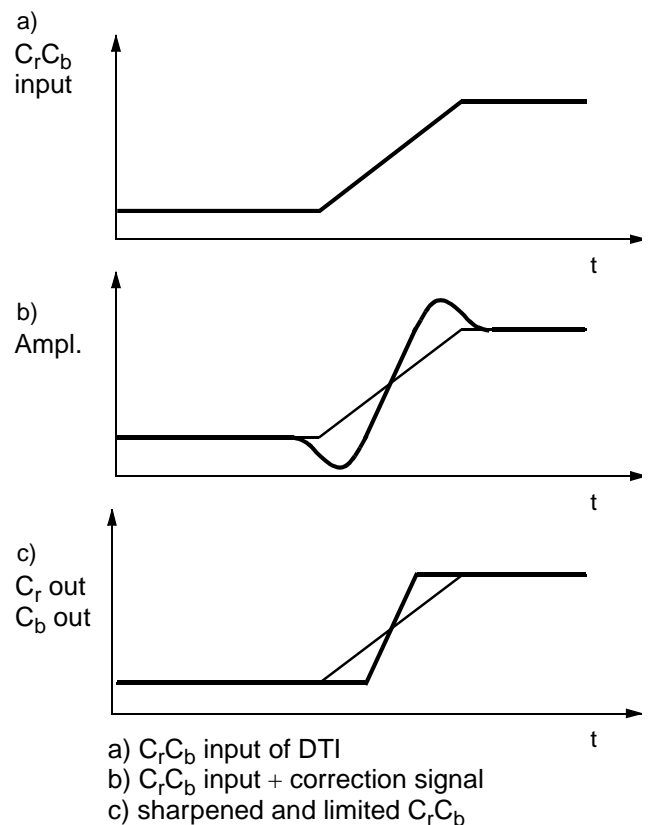 a)
CrCb
input
t
b)
Ampl.
t
c)
Cr out
Cb out
t
a) CrCb input of DTI
b) CrCb input + correction signal
c) sharpened and limited CrCb